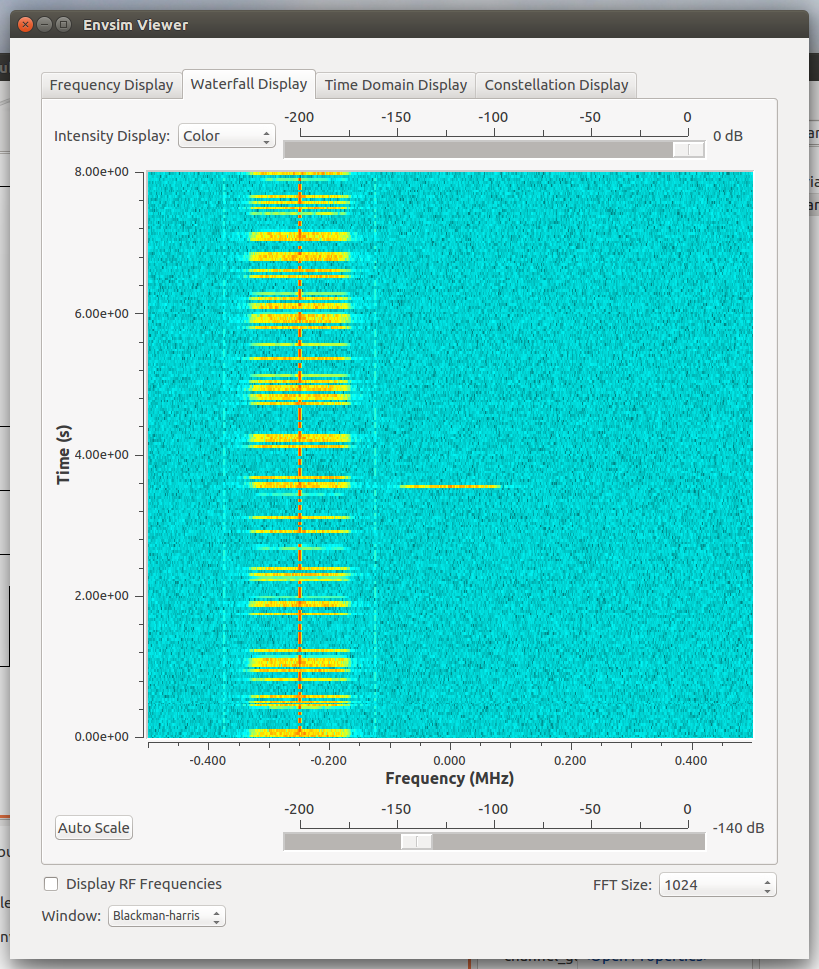 Envsim Viewer
Frequency Display Waterfall Display Time Domain Display Constellation Display
-200 -150 -100 -50 0
Intensity Display: Color 0 dB
8.00e+00
6.00e+00
4.00e+00
2.00e+00
0.00e+00
Time (s)
-0.400 -0.200 0.000 0.200 0.400
Frequency (MHz)
-200 -150 -100 -50 0
Auto Scale -140 dB
Display RF Frequencies FFT Size: 1024
Window: Blackman-harris